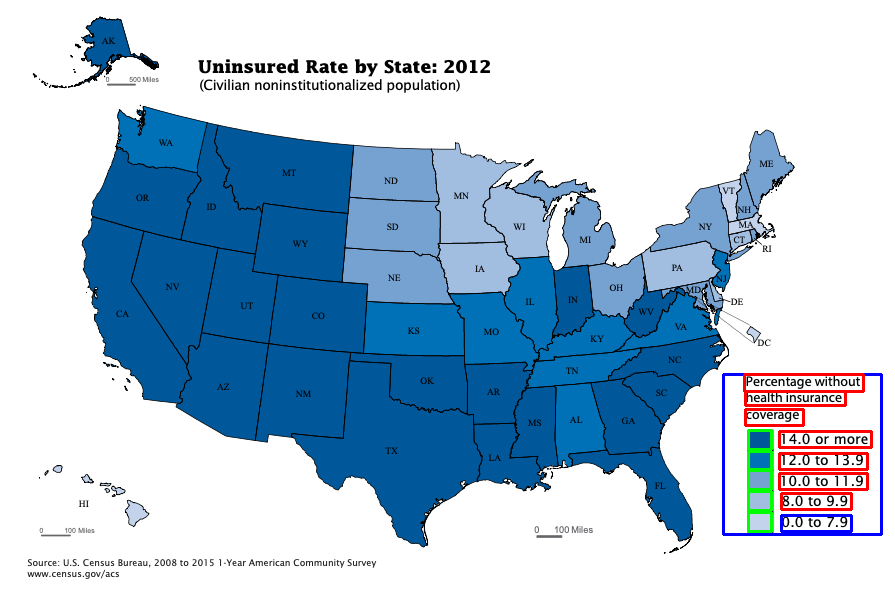 AK
0 500 Miles
Uninsured Rate by State: 2012
(Civilian noninstitutionalized population)
WA
MT
ND
MN
ME
VT
NH
OR
ID
SD
WI
MI
NY
MA
CT
RI
WY
NE
IA
PA
NJ
NV
UT
CO
IL
IN
OH
MD
DE
CA
KS
MO
WV
VA
KY
DC
AZ
NM
OK
TN
NC
AR
SC
TX
LA
MS
AL
GA
FL
HI
0 100 Miles
0 100 Miles
Percentage without
health insurance
coverage
14.0 or more
12.0 to 13.9
10.0 to 11.9
8.0 to 9.9
0.0 to 7.9
Source: U.S. Census Bureau, 2008 to 2015 1-Year American Community Survey
www.census.gov/acs